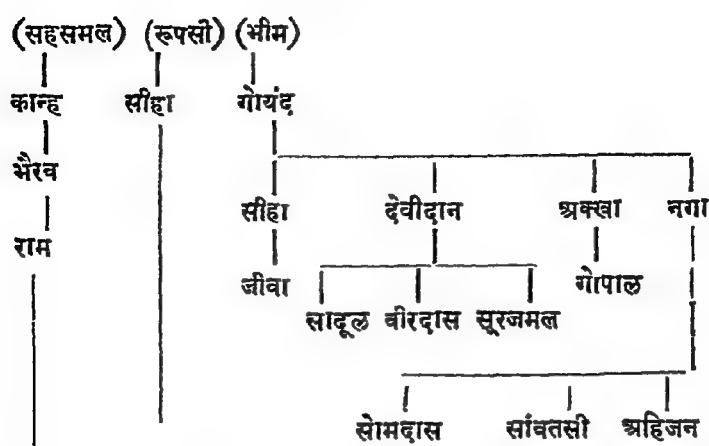 (सहसमल) (रूपसी) (भीम)
कान्ह सीहा गोयंद
भैरव
सीहा देवीदान अक्खा नगा
राम
जीवा गोपाल
सादूल वीरदास सूरजमल
सोमदास सांवतसी अहिजन